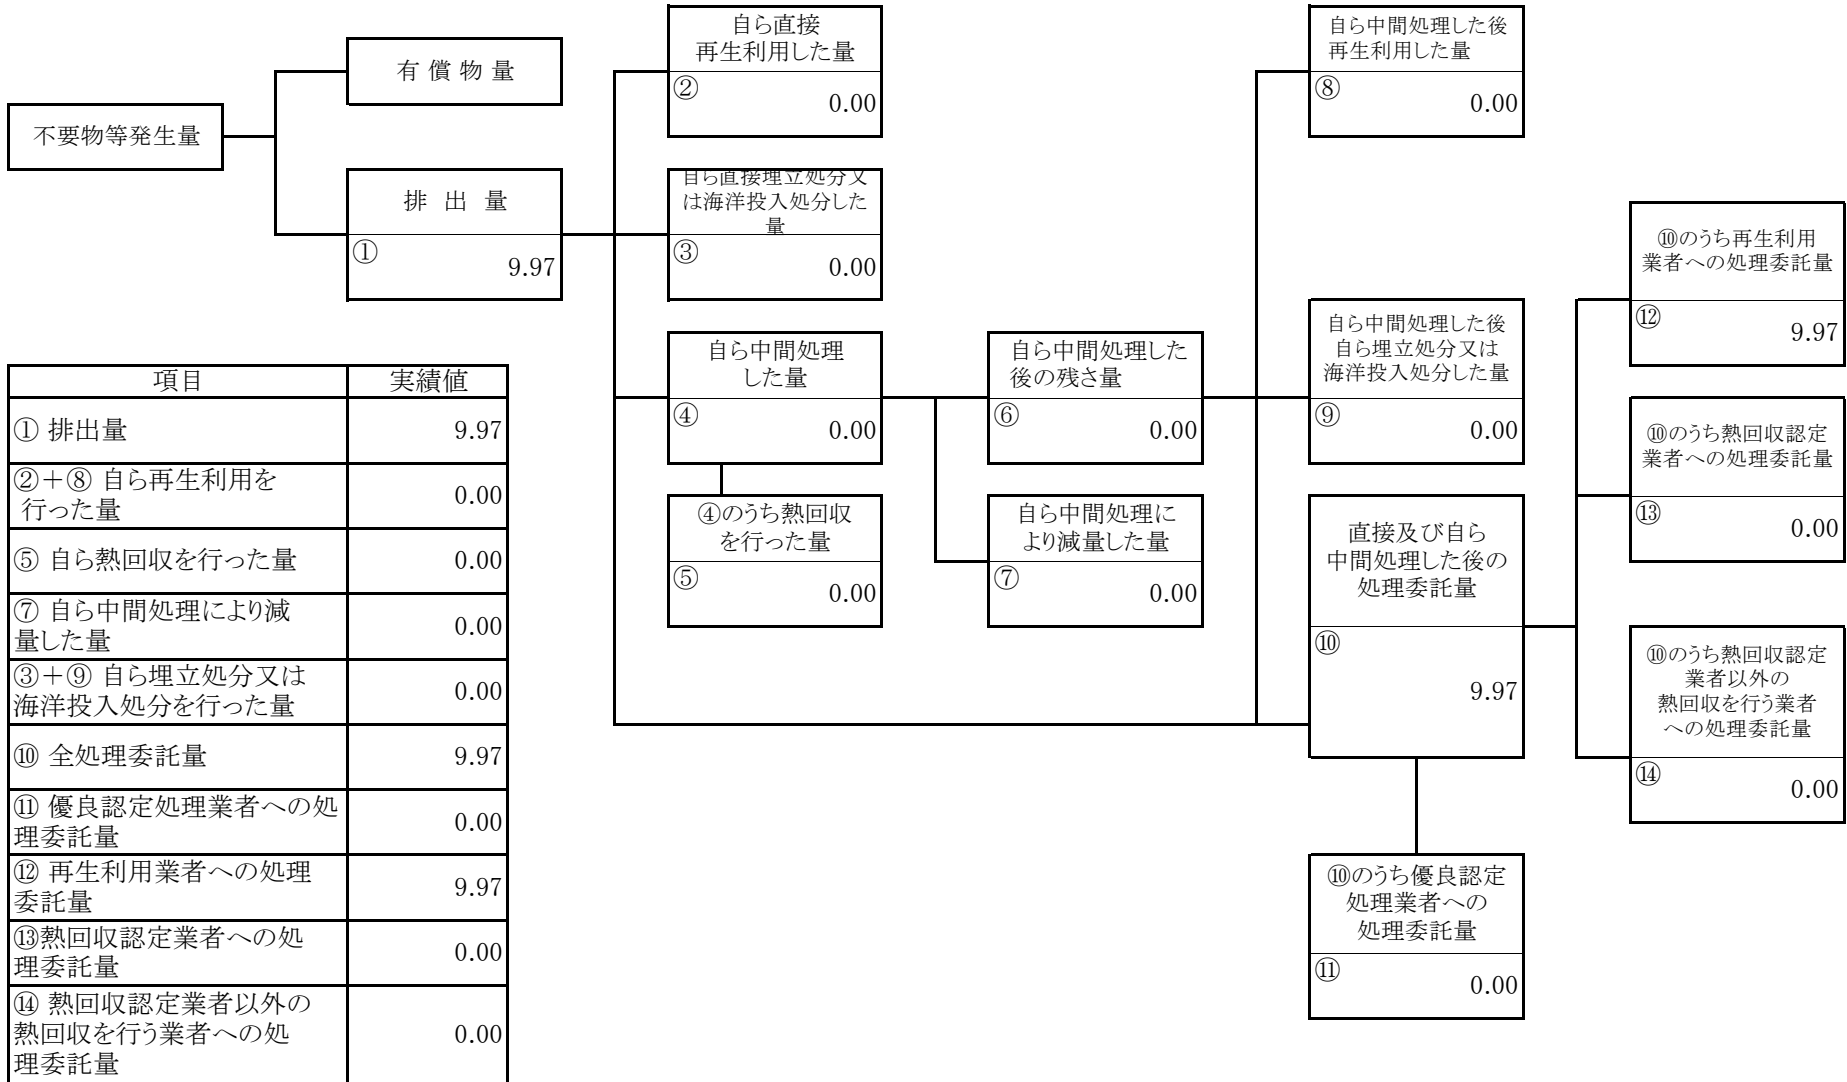 不要物等発生量
有 償 物 量
排 出 量
①
9.97
自ら直接
再生利用した量
②
0.00
自ら直接埋立処分又
は海洋投入処分した
量
③
0.00
自ら中間処理
した量
④
0.00
④のうち熱回収
を行った量
⑤
0.00
自ら中間処理した
後の残さ量
⑥
0.00
自ら中間処理に
より減量した量
⑦
0.00
自ら中間処理した後
再生利用した量
⑧
0.00
自ら中間処理した後
自ら埋立処分又は
海洋投入処分した量
⑨
0.00
直接及び自ら
中間処理した後の
処理委託量
⑩
9.97
⑩のうち優良認定
処理業者への
処理委託量
⑪
0.00
⑩のうち再生利用
業者への処理委託量
⑫
9.97
⑩のうち熱回収認定
業者への処理委託量
⑬
0.00
⑩のうち熱回収認定
業者以外の
熱回収を行う業者
への処理委託量
⑭
0.00
項目 実績値
① 排出量 9.97
②+⑧ 自ら再生利用を
行った量 0.00
⑤ 自ら熱回収を行った量 0.00
⑦ 自ら中間処理により減
量した量 0.00
③+⑨ 自ら埋立処分又は
海洋投入処分を行った量 0.00
⑩ 全処理委託量 9.97
⑪ 優良認定処理業者への処
理委託量 0.00
⑫ 再生利用業者への処理
委託量 9.97
⑬熱回収認定業者への処
理委託量 0.00
⑭ 熱回収認定業者以外の
熱回収を行う業者への処
理委託量 0.00